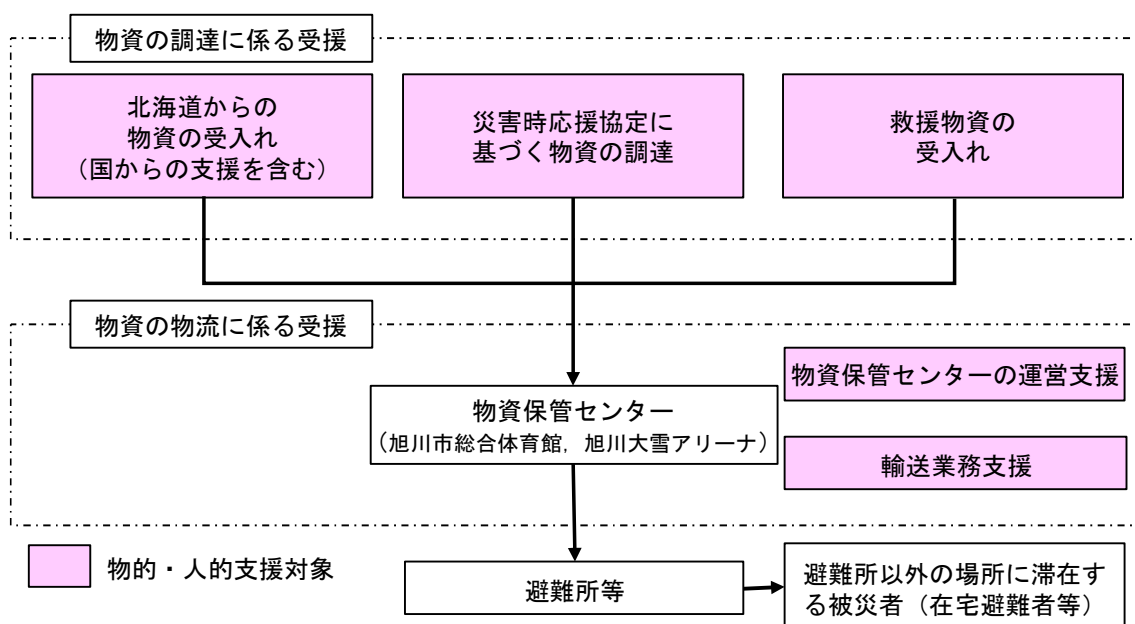 物資の調達に係る受援
北海道からの
物資の受入れ
（国からの支援を含む）
災害時応援協定に
基づく物資の調達
救援物資の
受入れ
物資の物流に係る受援
物資保管センターの運営支援
物資保管センター
（旭川市総合体育館，旭川大雪アリーナ）
輸送業務支援
物的・人的支援対象
避難所等
避難所以外の場所に滞在す
る被災者（在宅避難者等）